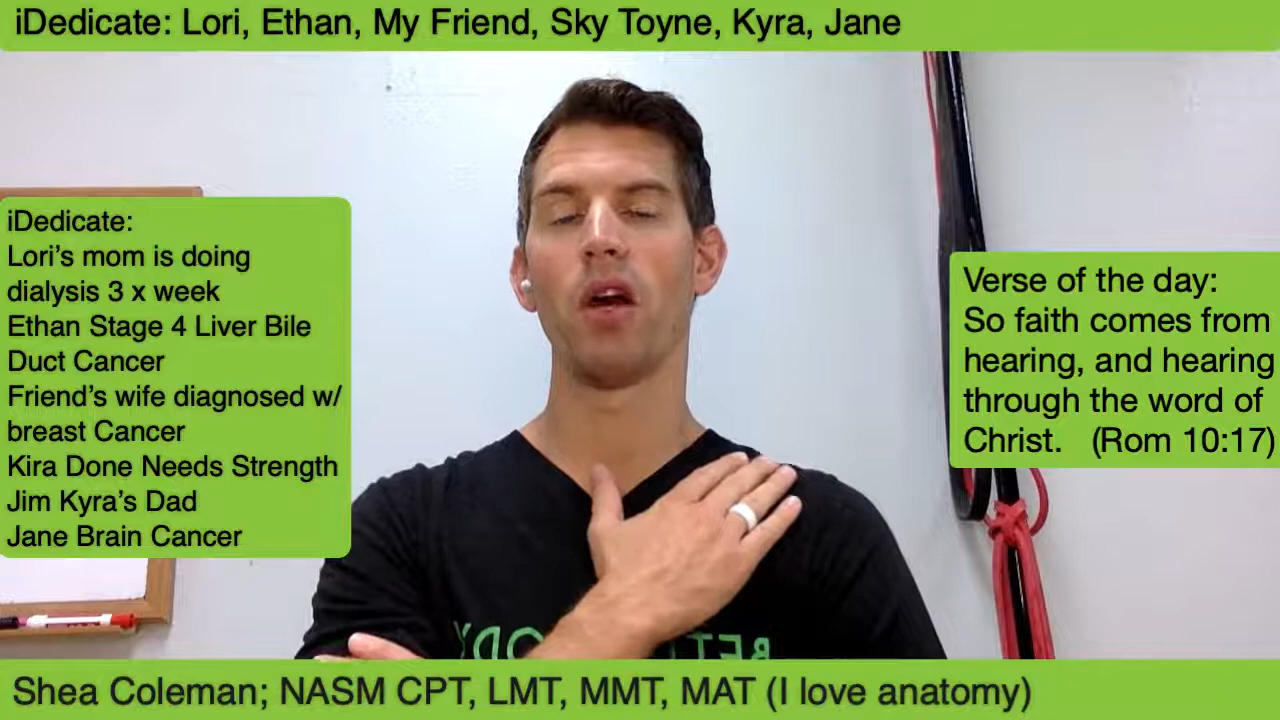 iDedicate: Lori, Ethan, My Friend, Sky Toyne, Kyra, Jane
iDedicate:
Lori's mom is doing
dialysis 3 x week
Ethan Stage 4 Liver Bile
Duct Cancer
Friend's wife diagnosed w/
breast Cancer
Kira Done Needs Strength
Jim Kyra's Dad
Jane Brain Cancer
Verse of the day:
So faith comes from
hearing, and hearing
through the word of
Christ. (Rom 10:17)
Shea Coleman; NASM CPT, LMT, MMT, MAT (I love anatomy)